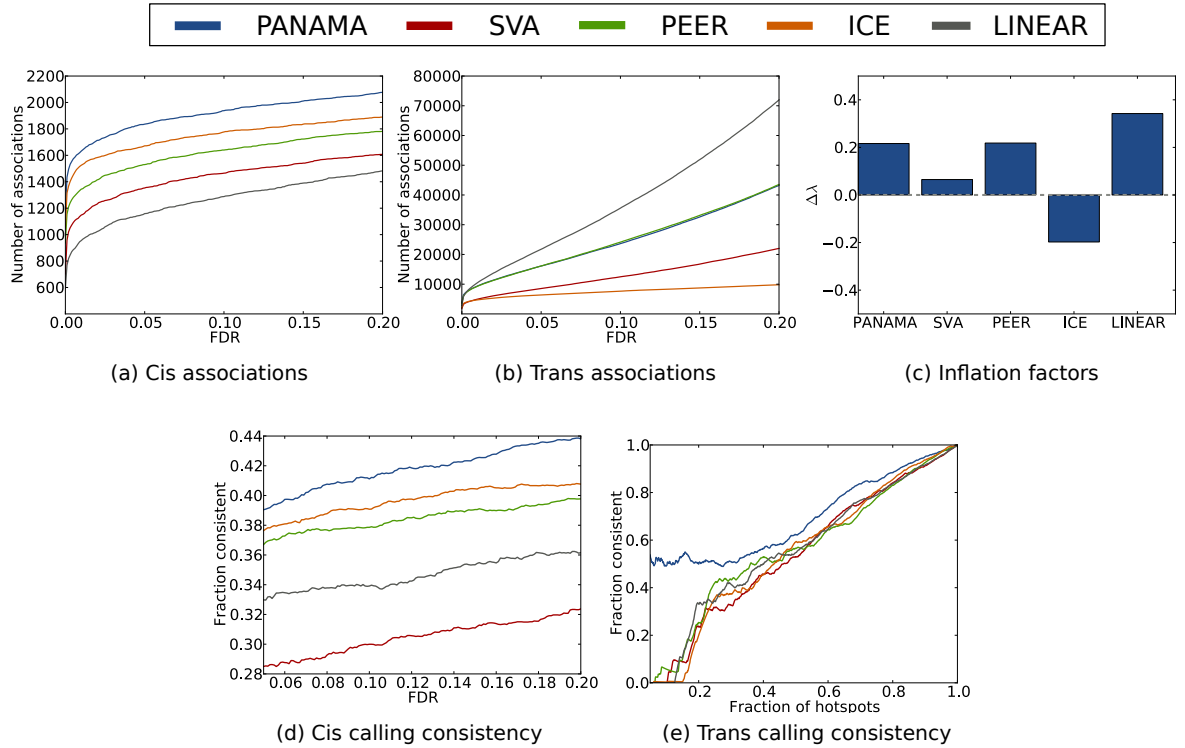 PANAMA SVA PEER ICE LINEAR
Number of associations
2200
2000
1800
1600
1400
1200
1000
800
600
0.00 0.05 0.10 0.15 0.20
FDR
(a) Cis associations
Number of associations
80000
70000
60000
50000
40000
30000
20000
10000
0.00 0.05 0.10 0.15 0.20
FDR
(b) Trans associations
Δλ
0.4
0.2
0.0
−0.2
−0.4
PANAMA SVA PEER ICE LINEAR
(c) Inflation factors
Fraction consistent
0.44
0.42
0.40
0.38
0.36
0.34
0.32
0.30
0.28
0.06 0.08 0.10 0.12 0.14 0.16 0.18 0.20
FDR
(d) Cis calling consistency
Fraction consistent
1.0
0.8
0.6
0.4
0.2
0.0
0.2 0.4 0.6 0.8 1.0
Fraction of hotspots
(e) Trans calling consistency